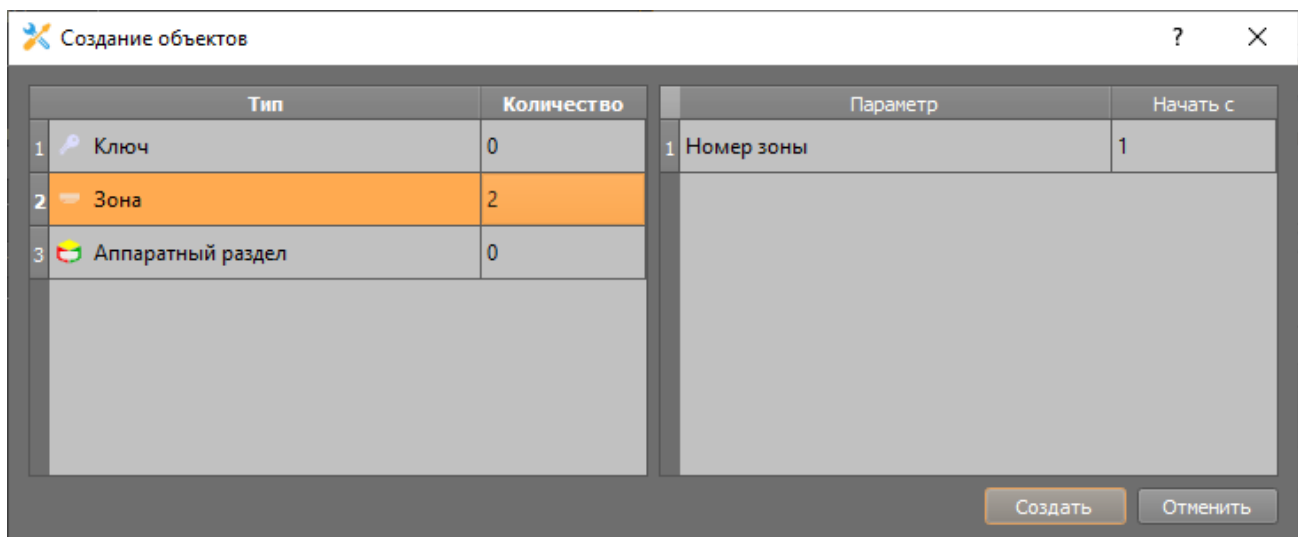 Создание объектов ?
Тип Количество Параметр Начать с
1 Ключ 0 1 Номер зоны 1
2 Зона 2
3 Аппаратный раздел 0
Создать Отменить